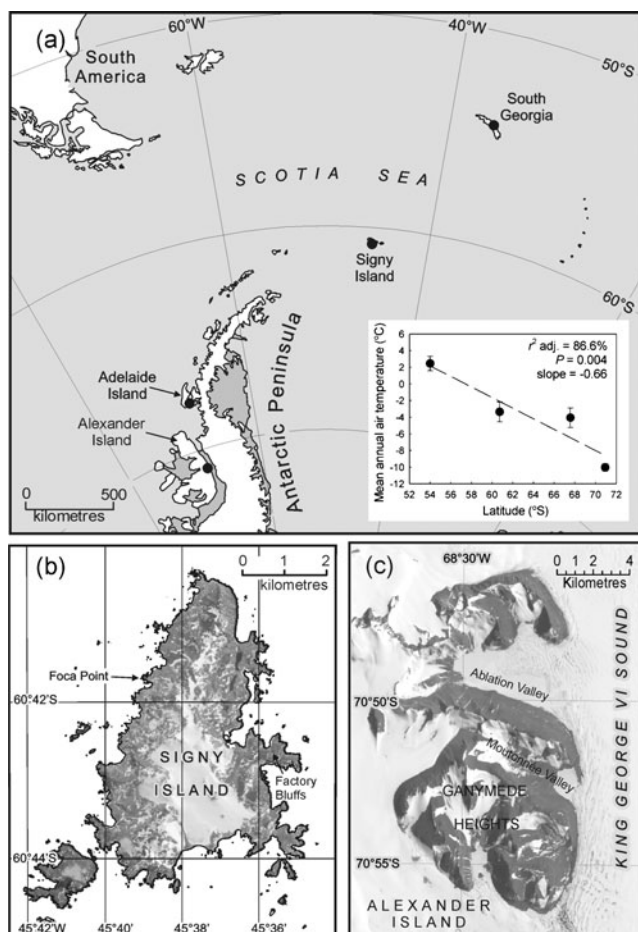 (a)
60°W
40°W
50°S
South
America
South
Georgia
SCOTIA SEA
Signy
Island
60°S
Antarctic Peninsula
Adelaide
Island
Alexander
Island
0 500
kilometres
Mean annual air temperature (°C)
6
4
2
0
-2
-4
-6
-8
-10
-12
r² adj. = 86.6%
P = 0.004
slope = -0.66
52 54 56 58 60 62 64 66 68 70 72
Latitude (°S)
(b)
0 1 2
kilometres
Foca Point
60°42'S
SIGNY
ISLAND
Factory
Bluffs
60°44'S
45°42'W 45°40' 45°38' 45°36'
(c)
68°30'W
0 1 2 4
Kilometres
Ablation Valley
70°50'S
Moutonnée Valley
GANYMEDE
HEIGHTS
70°55'S
KING GEORGE VI SOUND
ALEXANDER
ISLAND